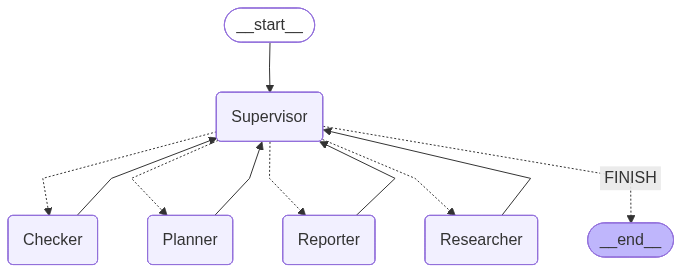 __start__
Supervisor
FINISH
Checker
Planner
Reporter
Researcher
__end__